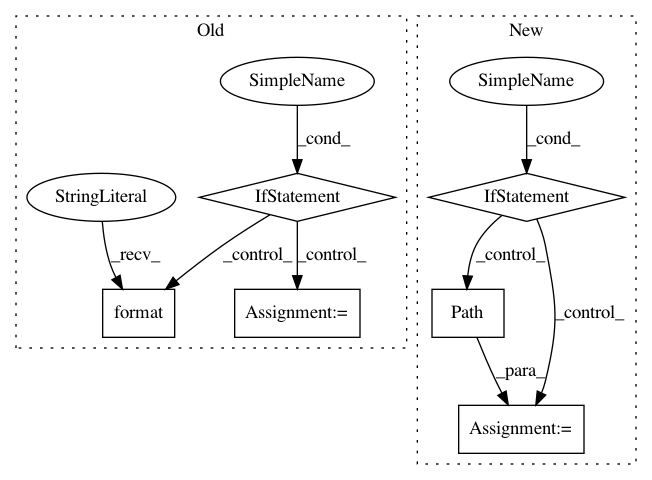 Old
New
SimpleName
SimpleName
_cond_
_cond_
StringLiteral
IfStatement
IfStatement
_recv_
_control_
_control_
_control_
_control_
format
Assignment:=
Path
_para_
Assignment:=